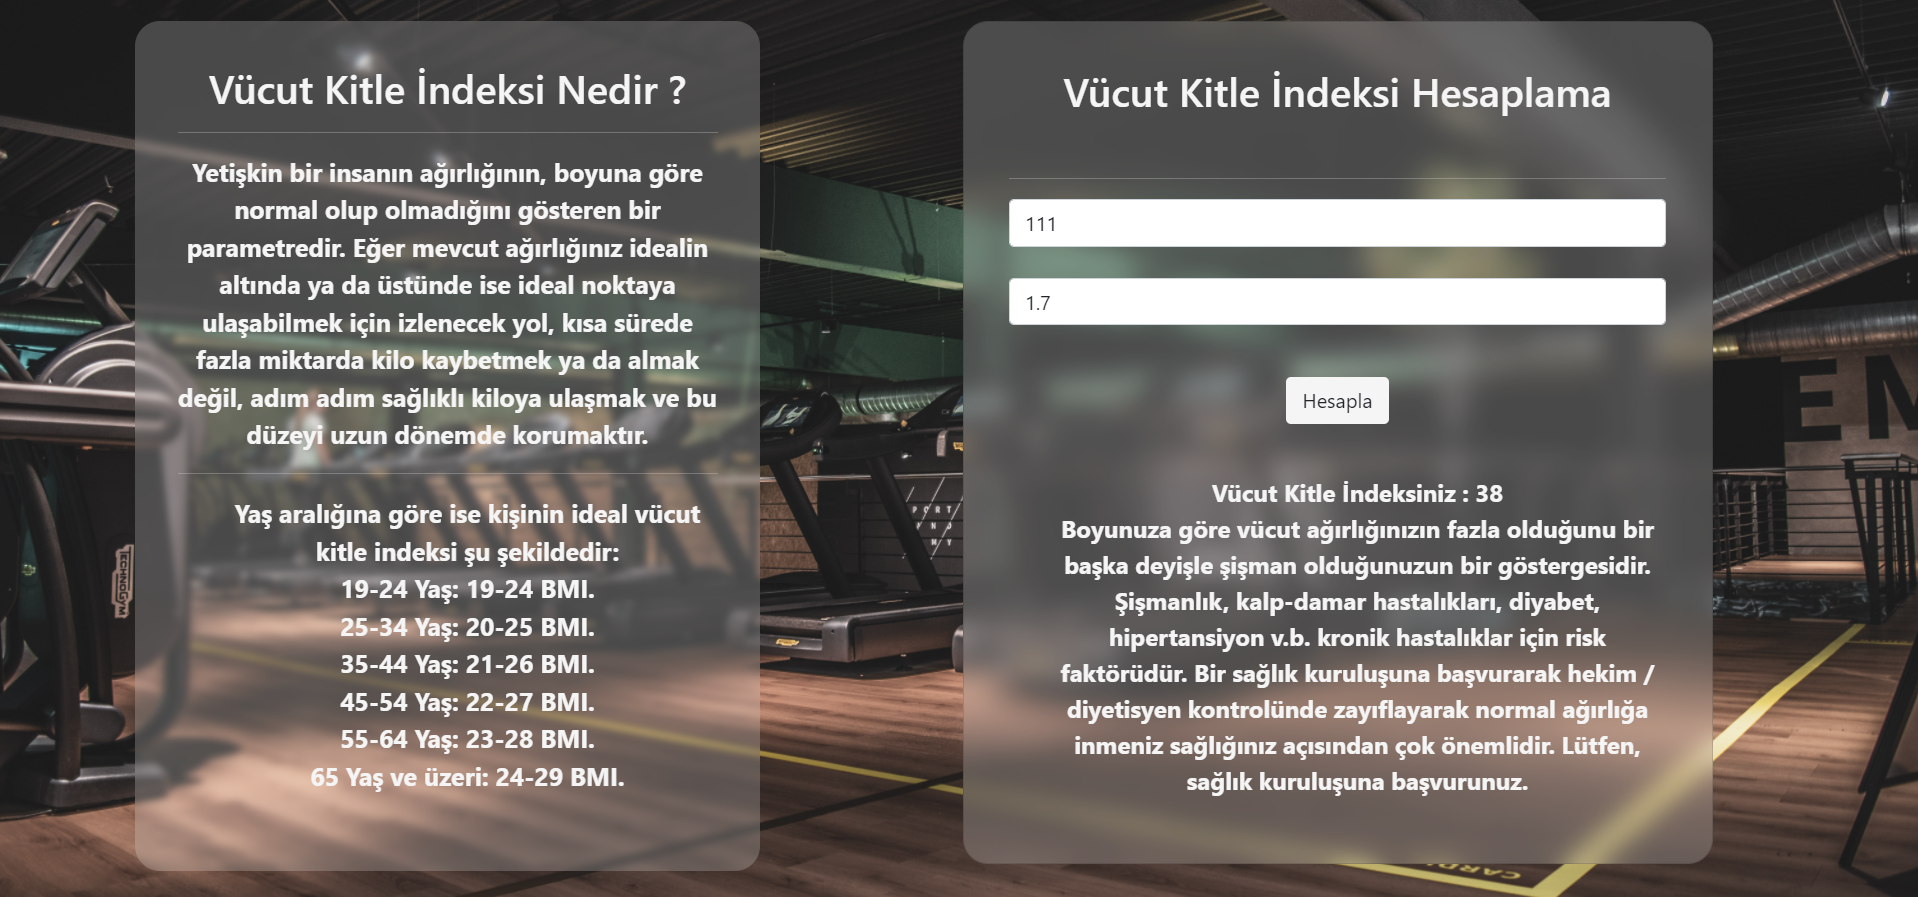 Vücut Kitle İndeksi Nedir ?
Yetişkin bir insanın ağırlığının, boyuna göre
normal olup olmadığını gösteren bir
parametredir. Eğer mevcut ağırlığınız idealin
altında ya da üstünde ise ideal noktaya
ulaşabilmek için izlenecek yol, kısa sürede
fazla miktarda kilo kaybetmek ya da almak
değil, adım adım sağlıklı kiloya ulaşmak ve bu
düzeyi uzun dönemde korumaktır.
Yaş aralığına göre ise kişinin ideal vücut
kitle indeksi şu şekildedir:
19-24 Yaş: 19-24 BMI.
25-34 Yaş: 20-25 BMI.
35-44 Yaş: 21-26 BMI.
45-54 Yaş: 22-27 BMI.
55-64 Yaş: 23-28 BMI.
65 Yaş ve üzeri: 24-29 BMI.
Vücut Kitle İndeksi Hesaplama
111
1.7
Hesapla
Vücut Kitle İndeksiniz : 38
Boyunuza göre vücut ağırlığınızın fazla olduğunu bir
başka deyişle şişman olduğunuzun bir göstergesidir.
Şişmanlık, kalp-damar hastalıkları, diyabet,
hipertansiyon v.b. kronik hastalıklar için risk
faktörüdür. Bir sağlık kuruluşuna başvurarak hekim /
diyetisyen kontrolünde zayıflayarak normal ağırlığa
inmeniz sağlığınız açısından çok önemlidir. Lütfen,
sağlık kuruluşuna başvurunuz.
TECHNOGYM